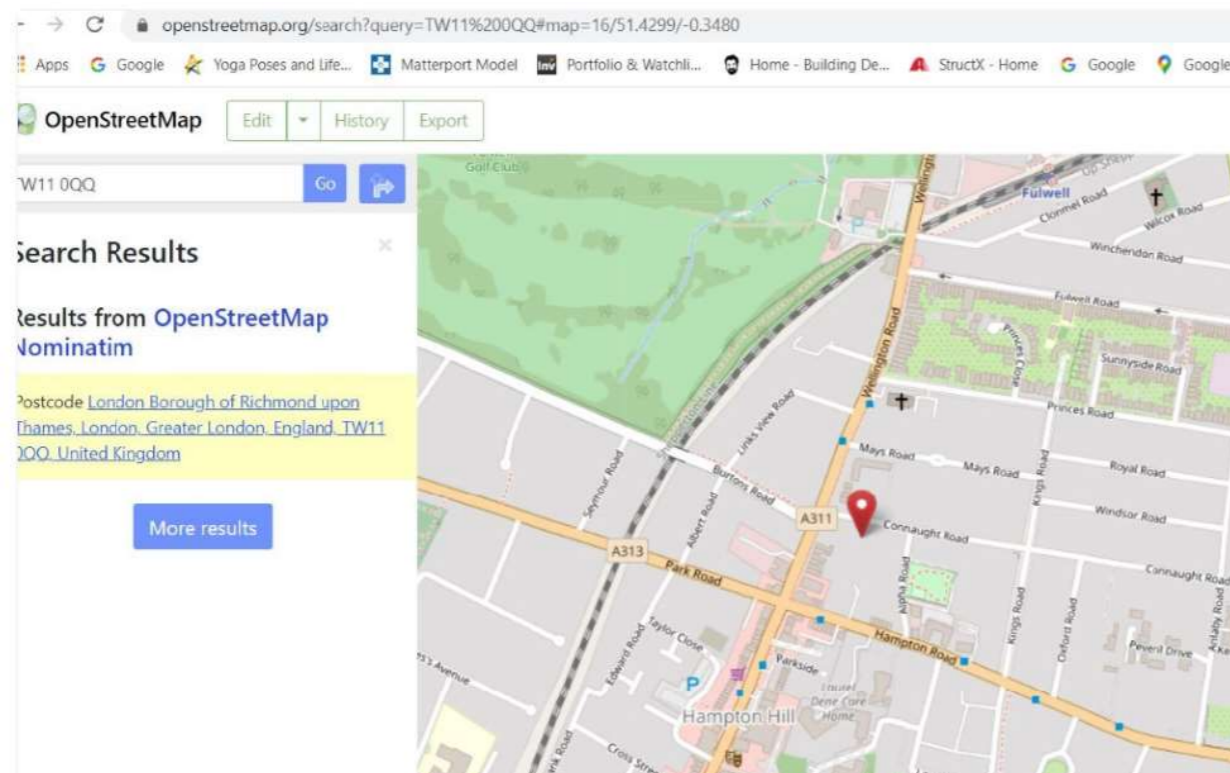 openstreetmap.org/search?query=TW11%200QQ#map=16/51.4299/-0.3480
Apps Google Yoga Poses and Life... Matterport Model Inv Portfolio & Watchli... Home - Building De... StructX - Home Google Google
OpenStreetMap Edit History Export
TW11 0QQ Go
Search Results ×
Results from OpenStreetMap
Nominatim
Postcode London Borough of Richmond upon
Thames, London, Greater London, England, TW11
0QQ, United Kingdom
More results
Golf Club
Wellington
Fulwell
Clonmel Road
Wilcox Road
Winchendon Road
Fulwell Road
Princes Close
Sunnyside Road
Wellington Road
Princes Road
Links View Road
Mays Road
Mays Road
Kings Road
Royal Road
Seymour Road
Burtons Road
Albert Road
A311
Windsor Road
Connaught Road
A313
Park Road
Connaught Road
Alpha Road
Kings Road
Oxford Road
Antaby Road
Taylor Close
Edward Road
Hampton Road
Peveril Drive
Parkside
P
Laurel
Dene Care
Home
Hampton Hill